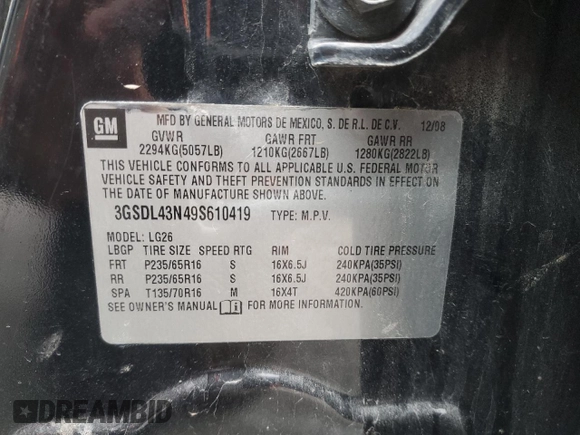 GM
MFD BY GENERAL MOTORS DE MEXICO, S. DE R.L. DE C.V. 12/08
GVWR GAWR FRT GAWR RR
2294KG(5057LB) 1210KG(2667LB) 1280KG(2822LB)
THIS VEHICLE CONFORMS TO ALL APPLICABLE U.S. FEDERAL MOTOR
VEHICLE SAFETY AND THEFT PREVENTION STANDARDS IN EFFECT ON
THE DATE OF MANUFACTURE SHOWN ABOVE.
3GSDL43N49S610419 TYPE: M.P.V.
MODEL: LG26
LBGP TIRE SIZE SPEED RTG RIM COLD TIRE PRESSURE
FRT P235/65R16 S 16X6.5J 240KPA(35PSI)
RR P235/65R16 S 16X6.5J 240KPA(35PSI)
SPA T135/70R16 M 16X4T 420KPA(60PSI)
SEE OWNER'S MANUAL FOR MORE INFORMATION.
DREAMBID